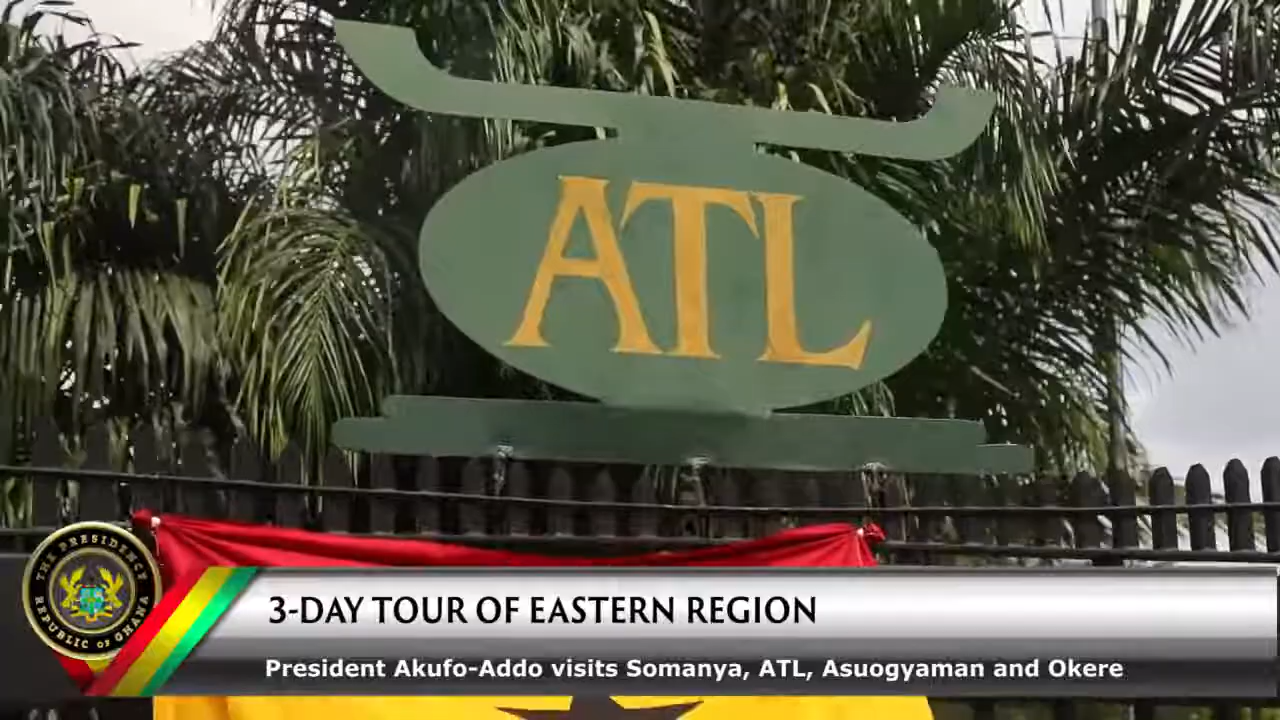 ATL
THE PRESIDENCY
REPUBLIC OF GHANA
3-DAY TOUR OF EASTERN REGION
President Akufo-Addo visits Somanya, ATL, Asuogyaman and Okere